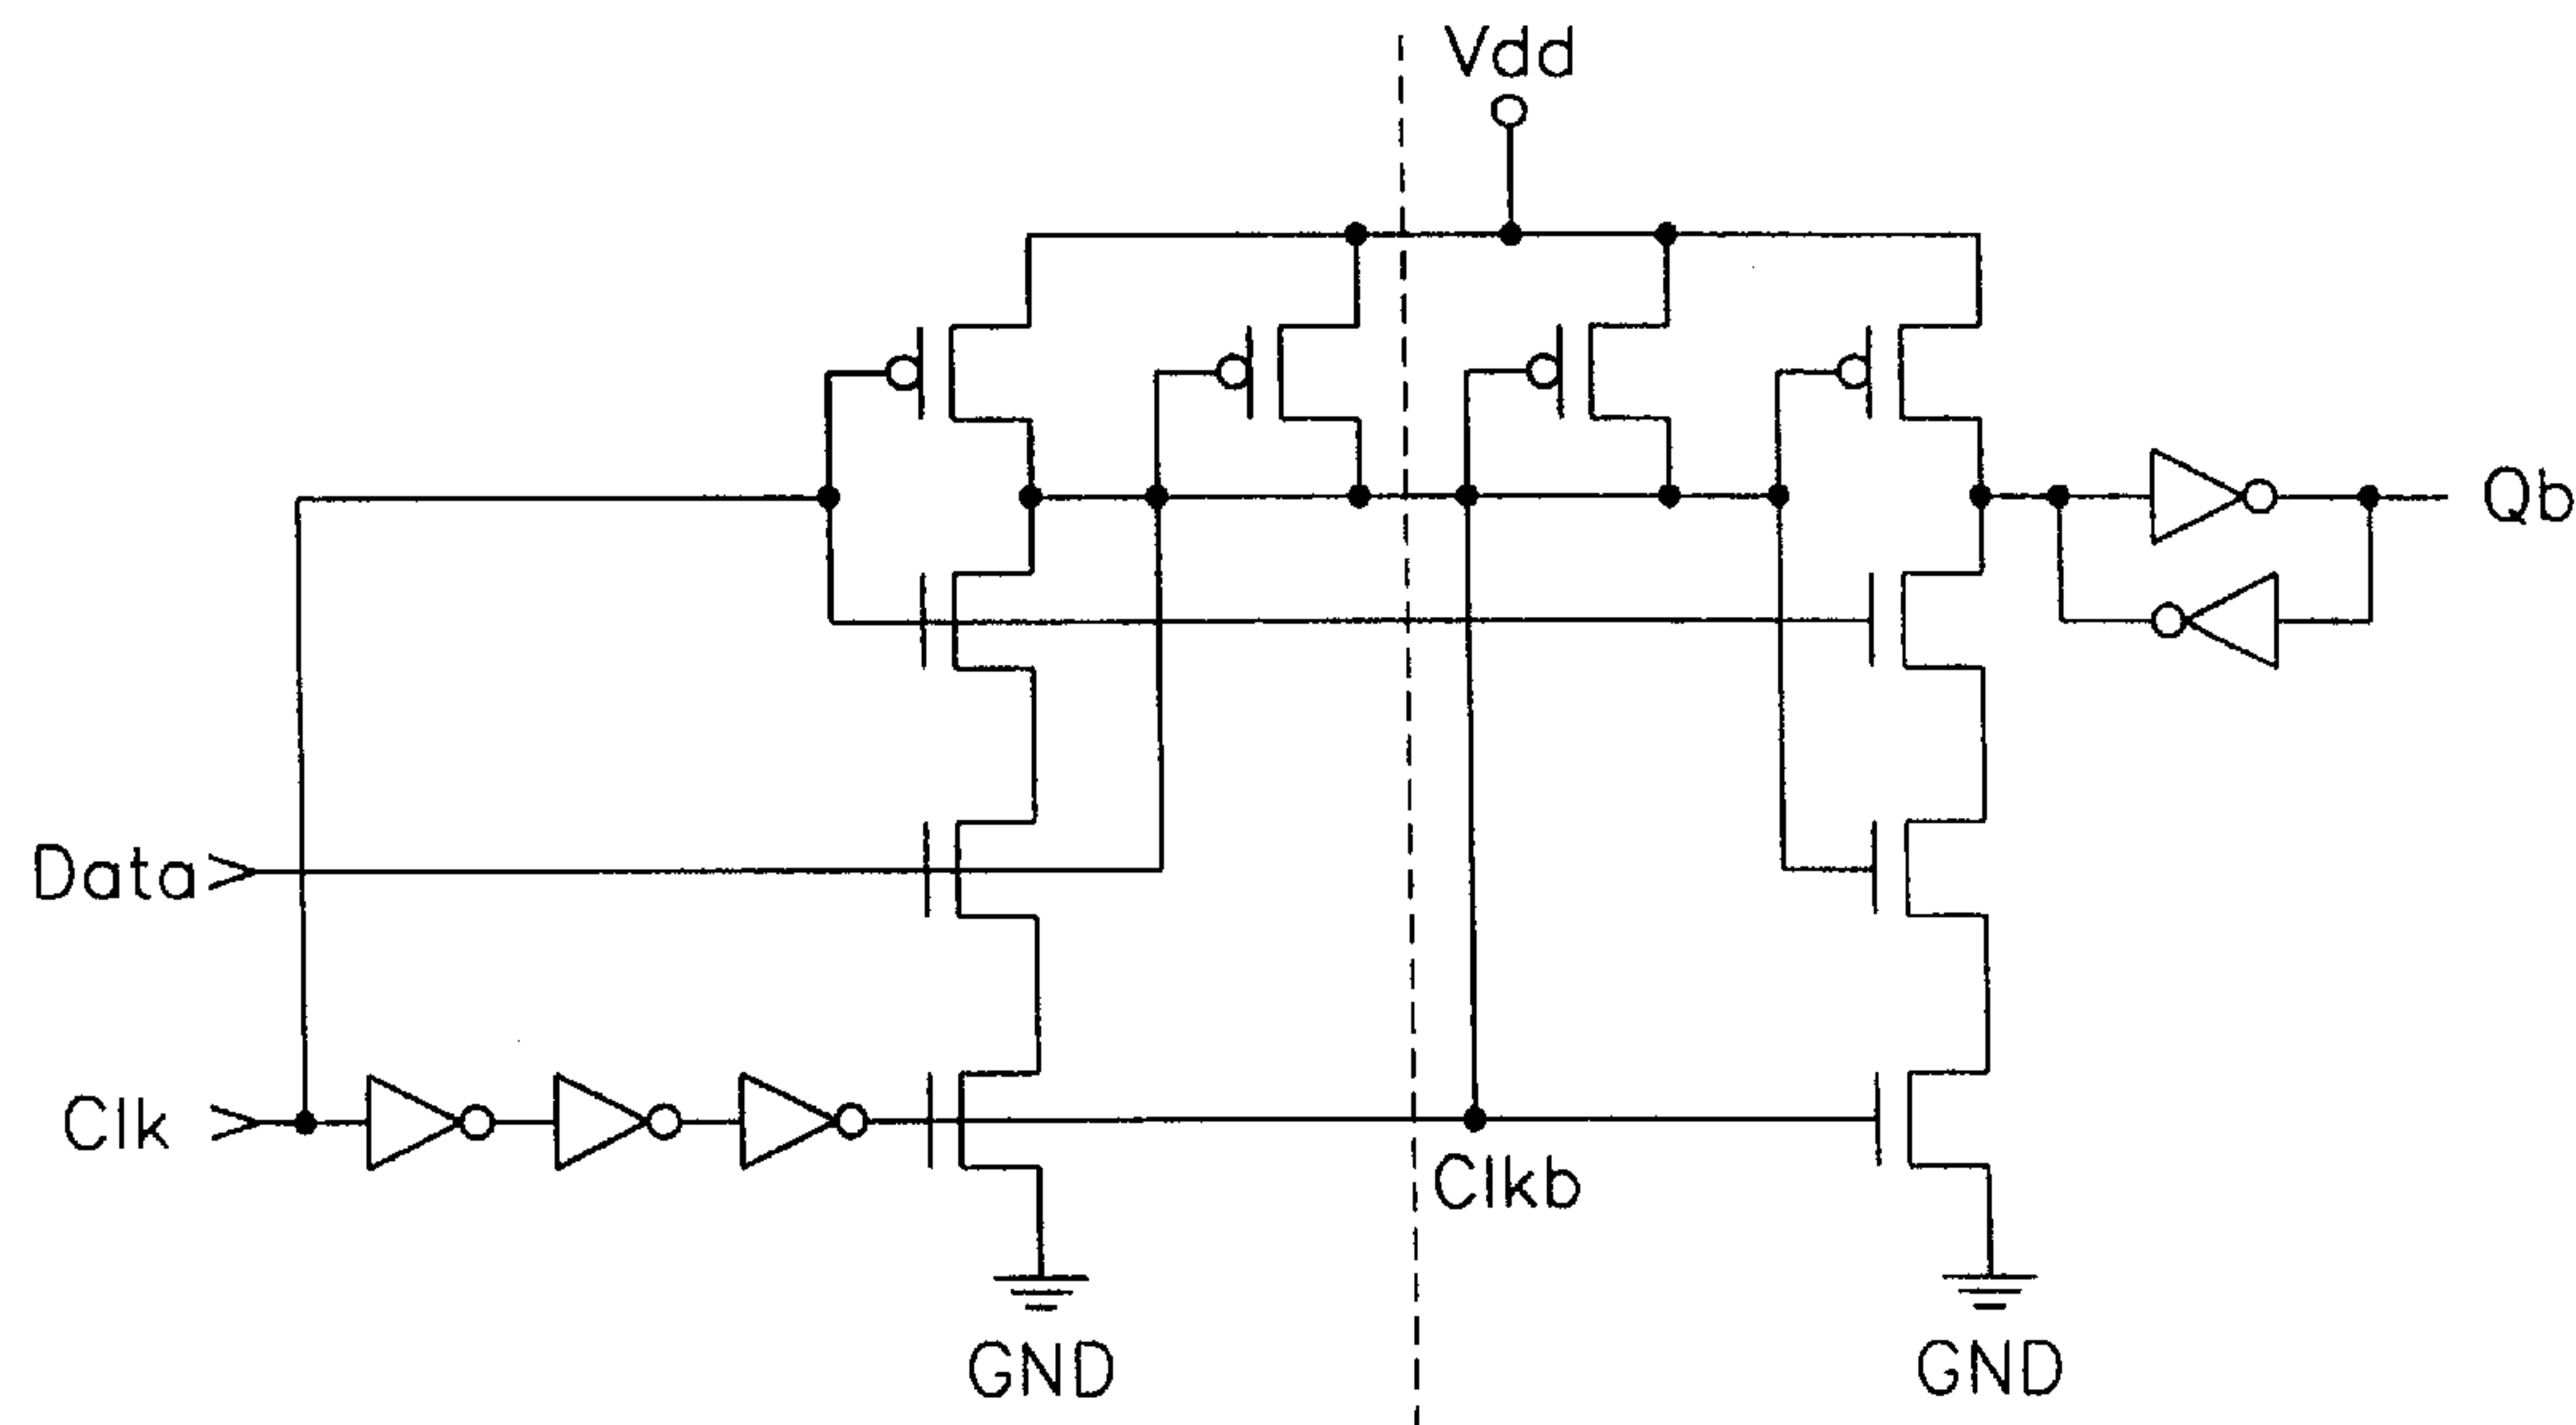 Vdd
Qb
Data
Clk
Clkb
GND
GND